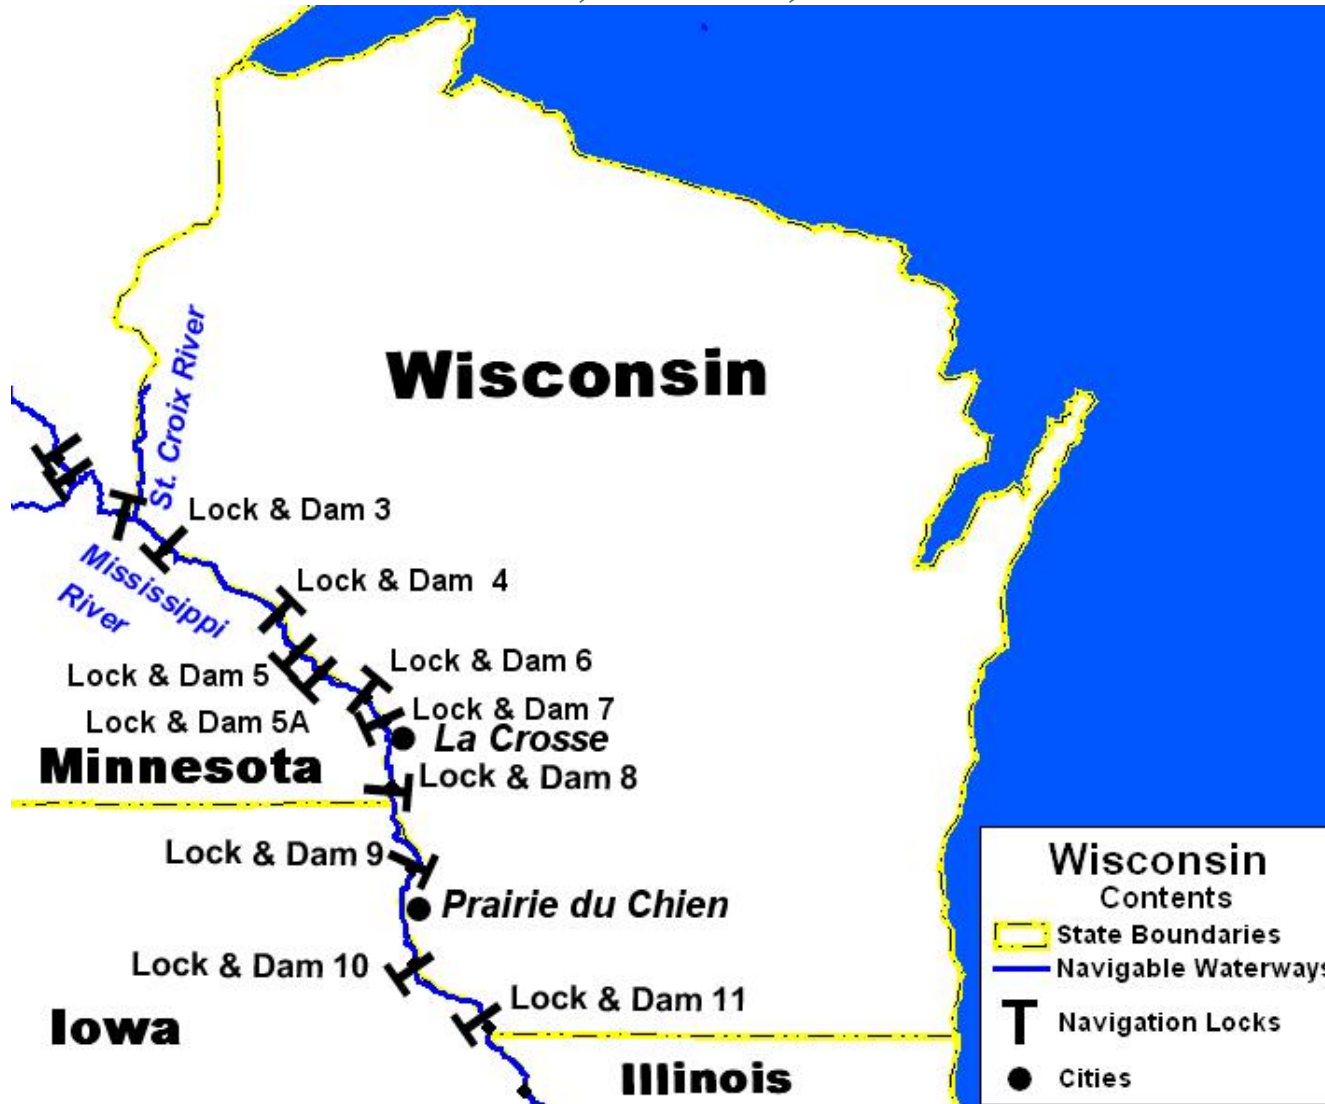 Wisconsin
St. Croix River
Lock & Dam 3
Mississippi
River
Lock & Dam 4
Lock & Dam 5
Lock & Dam 6
Lock & Dam 5A
Lock & Dam 7
La Crosse
Minnesota
Lock & Dam 8
Lock & Dam 9
Prairie du Chien
Lock & Dam 10
Lock & Dam 11
Iowa
Illinois
Wisconsin
Contents
State Boundaries
Navigable Waterways
Navigation Locks
Cities